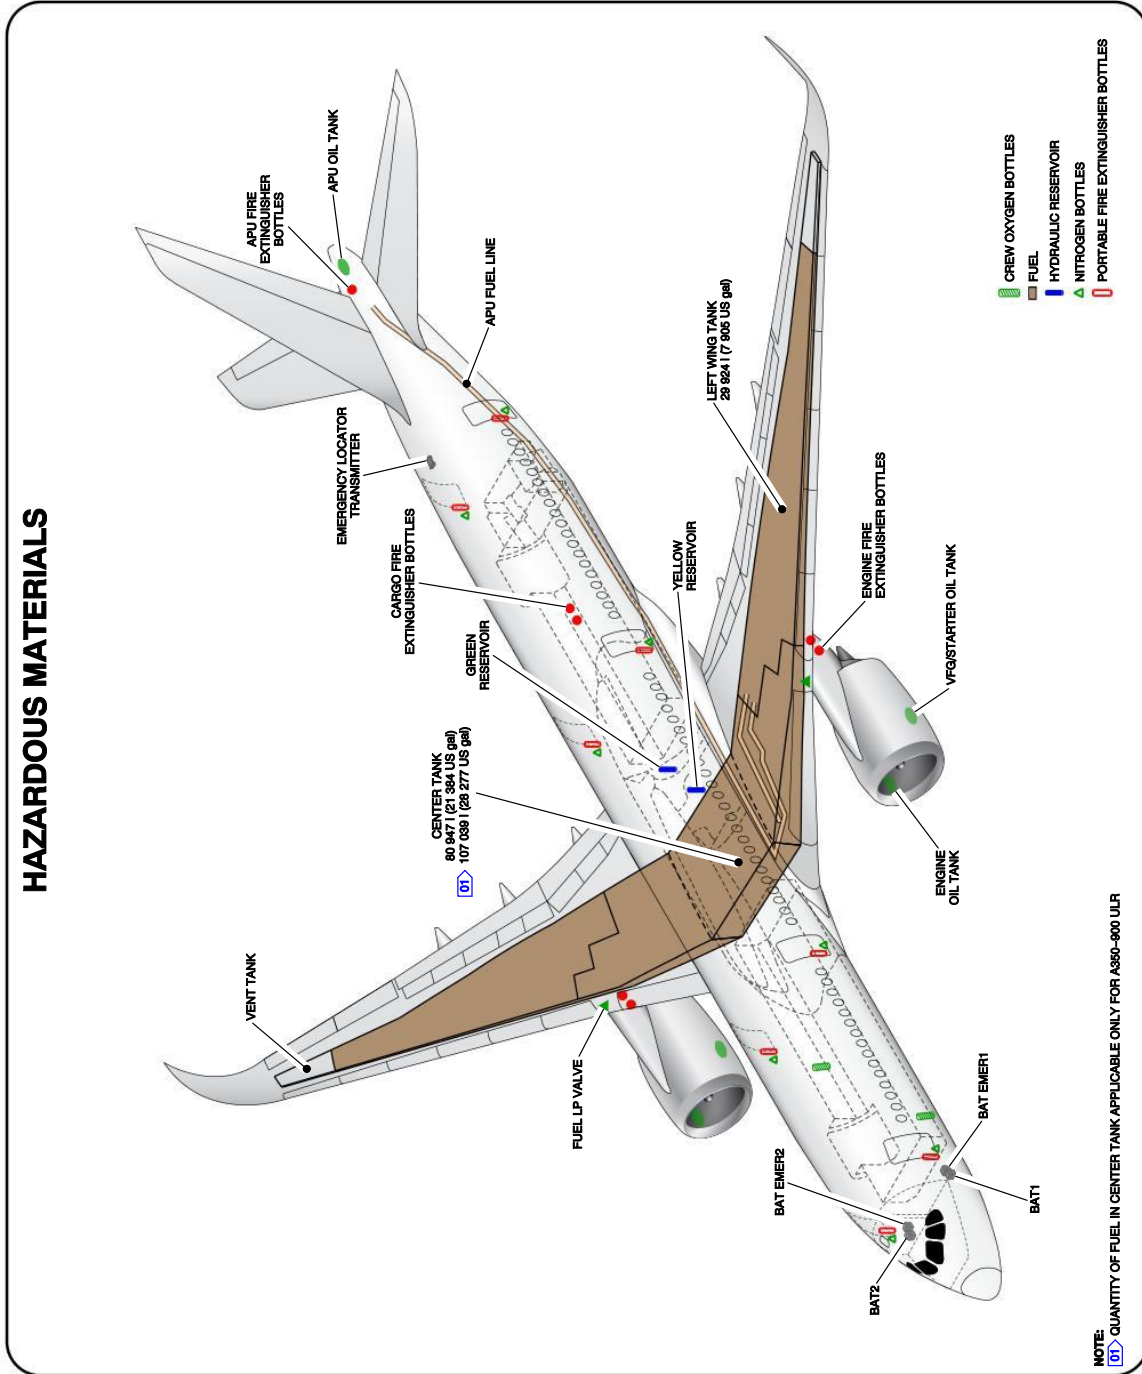 HAZARDOUS MATERIALS
APU FIRE
EXTINGUISHER
BOTTLES
APU OIL TANK
EMERGENCY LOCATOR
TRANSMITTER
APU FUEL LINE
CARGO FIRE
EXTINGUISHER BOTTLES
GREEN
RESERVOIR
YELLOW
RESERVOIR
LEFT WING TANK
29 924 l (7 905 US gal)
CENTER TANK
80 947 l (21 384 US gal)
01 107 039 l (28 277 US gal)
VENT TANK
ENGINE FIRE
EXTINGUISHER BOTTLES
VFG/STARTER OIL TANK
ENGINE
OIL TANK
FUEL LP VALVE
BAT EMER2
BAT EMER1
BAT2
BAT1
CREW OXYGEN BOTTLES
FUEL
HYDRAULIC RESERVOIR
NITROGEN BOTTLES
PORTABLE FIRE EXTINGUISHER BOTTLES
NOTE:
01 QUANTITY OF FUEL IN CENTER TANK APPLICABLE ONLY FOR A350-900 ULR